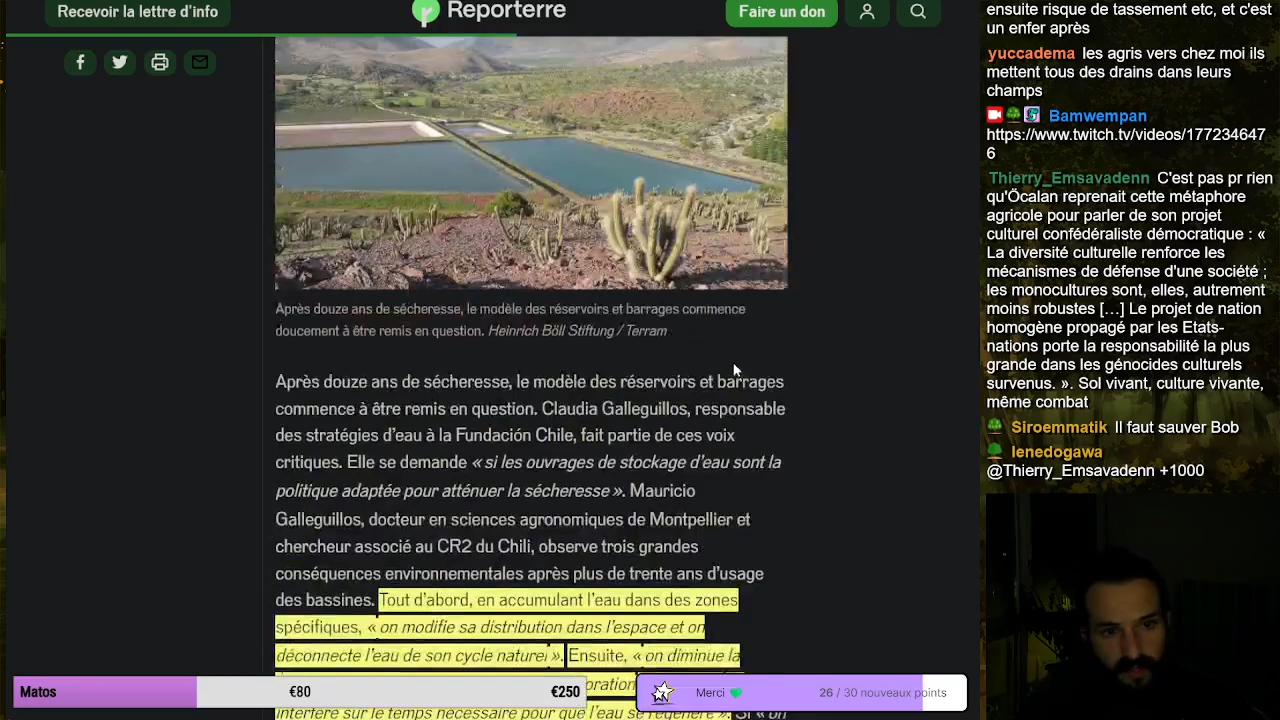 Recevoir la lettre d'info
Reporterre
Faire un don
Après douze ans de sécheresse, le modèle des réservoirs et barrages commence
doucement à être remis en question. Heinrich Böll Stiftung / Terram
Après douze ans de sécheresse, le modèle des réservoirs et barrages
commence à être remis en question. Claudia Galleguillos, responsable
des stratégies d'eau à la Fundación Chile, fait partie de ces voix
critiques. Elle se demande « si les ouvrages de stockage d'eau sont la
politique adaptée pour atténuer la sécheresse ». Mauricio
Galleguillos, docteur en sciences agronomiques de Montpellier et
chercheur associé au CR2 du Chili, observe trois grandes
conséquences environnementales après plus de trente ans d'usage
des bassines. Tout d'abord, en accumulant l'eau dans des zones
spécifiques, « on modifie sa distribution dans l'espace et on
déconnecte l'eau de son cycle naturel ». Ensuite, « on diminue la
interfère sur le temps nécessaire pour que l'eau se régénère ». Si « on
Matos
€80
€250
Merci
26 / 30 nouveaux points
ensuite risque de tassement etc, et c'est
un enfer après
yuccadema les agris vers chez moi ils
mettent tous des drains dans leurs
champs
Bamwempan
https://www.twitch.tv/videos/177234647
6
Thierry_Emsavadenn C'est pas pr rien
qu'Öcalan reprenait cette métaphore
agricole pour parler de son projet
culturel confédéraliste démocratique : «
La diversité culturelle renforce les
mécanismes de défense d'une société ;
les monocultures sont, elles, autrement
moins robustes […] Le projet de nation
homogène propagé par les Etats-
nations porte la responsabilité la plus
grande dans les génocides culturels
survenus. ». Sol vivant, culture vivante,
même combat
Siroemmatik Il faut sauver Bob
lenedogawa
@Thierry_Emsavadenn +1000